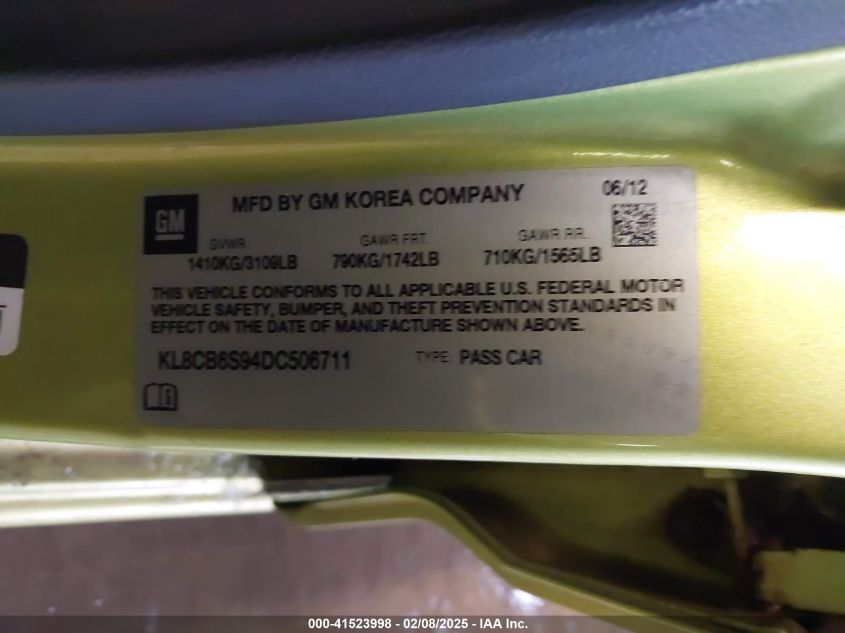 GM
MFD BY GM KOREA COMPANY
06/12
GVWR
GAWR FRT.
GAWR RR.
1410KG/3109LB
790KG/1742LB
710KG/1565LB
THIS VEHICLE CONFORMS TO ALL APPLICABLE U.S. FEDERAL MOTOR
VEHICLE SAFETY, BUMPER, AND THEFT PREVENTION STANDARDS IN
EFFECT ON THE DATE OF MANUFACTURE SHOWN ABOVE.
KL8CB6S94DC506711
TYPE: PASS CAR
000-41523998 - 02/08/2025 - IAA Inc.